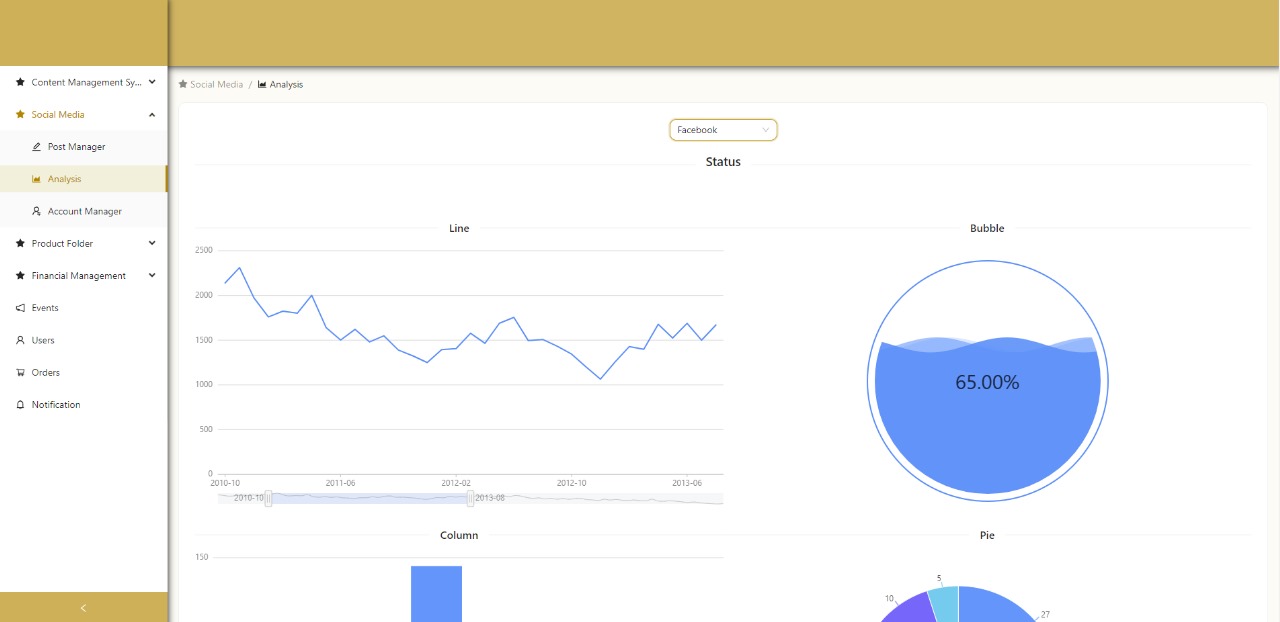 Content Management Sy...
Social Media
Post Manager
Analysis
Account Manager
Product Folder
Financial Management
Events
Users
Orders
Notification
Social Media / Analysis
Facebook
Status
Line
2500
2000
1500
1000
500
0
2010-10 2011-06 2012-02 2012-10 2013-06
2010-10 2013-08
Bubble
65.00%
Column
150
Pie
5
10
27